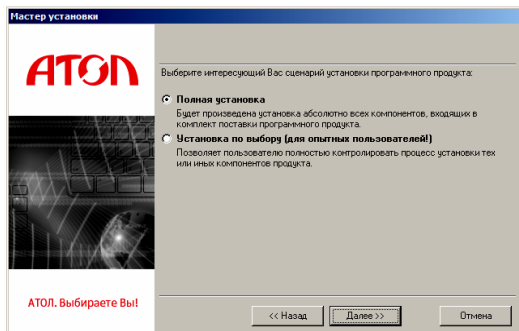 Мастер установки
АТОЛ
Выберите интересующий Вас сценарий установки программного продукта:
Полная установка
Будет произведена установка абсолютно всех компонентов, входящих в
комплект поставки программного продукта.
Установка по выбору (для опытных пользователей!)
Позволяет пользователю полностью контролировать процесс установки тех
или иных компонентов продукта.
АТОЛ. Выбираете Вы!
<< Назад
Далее >>
Отмена